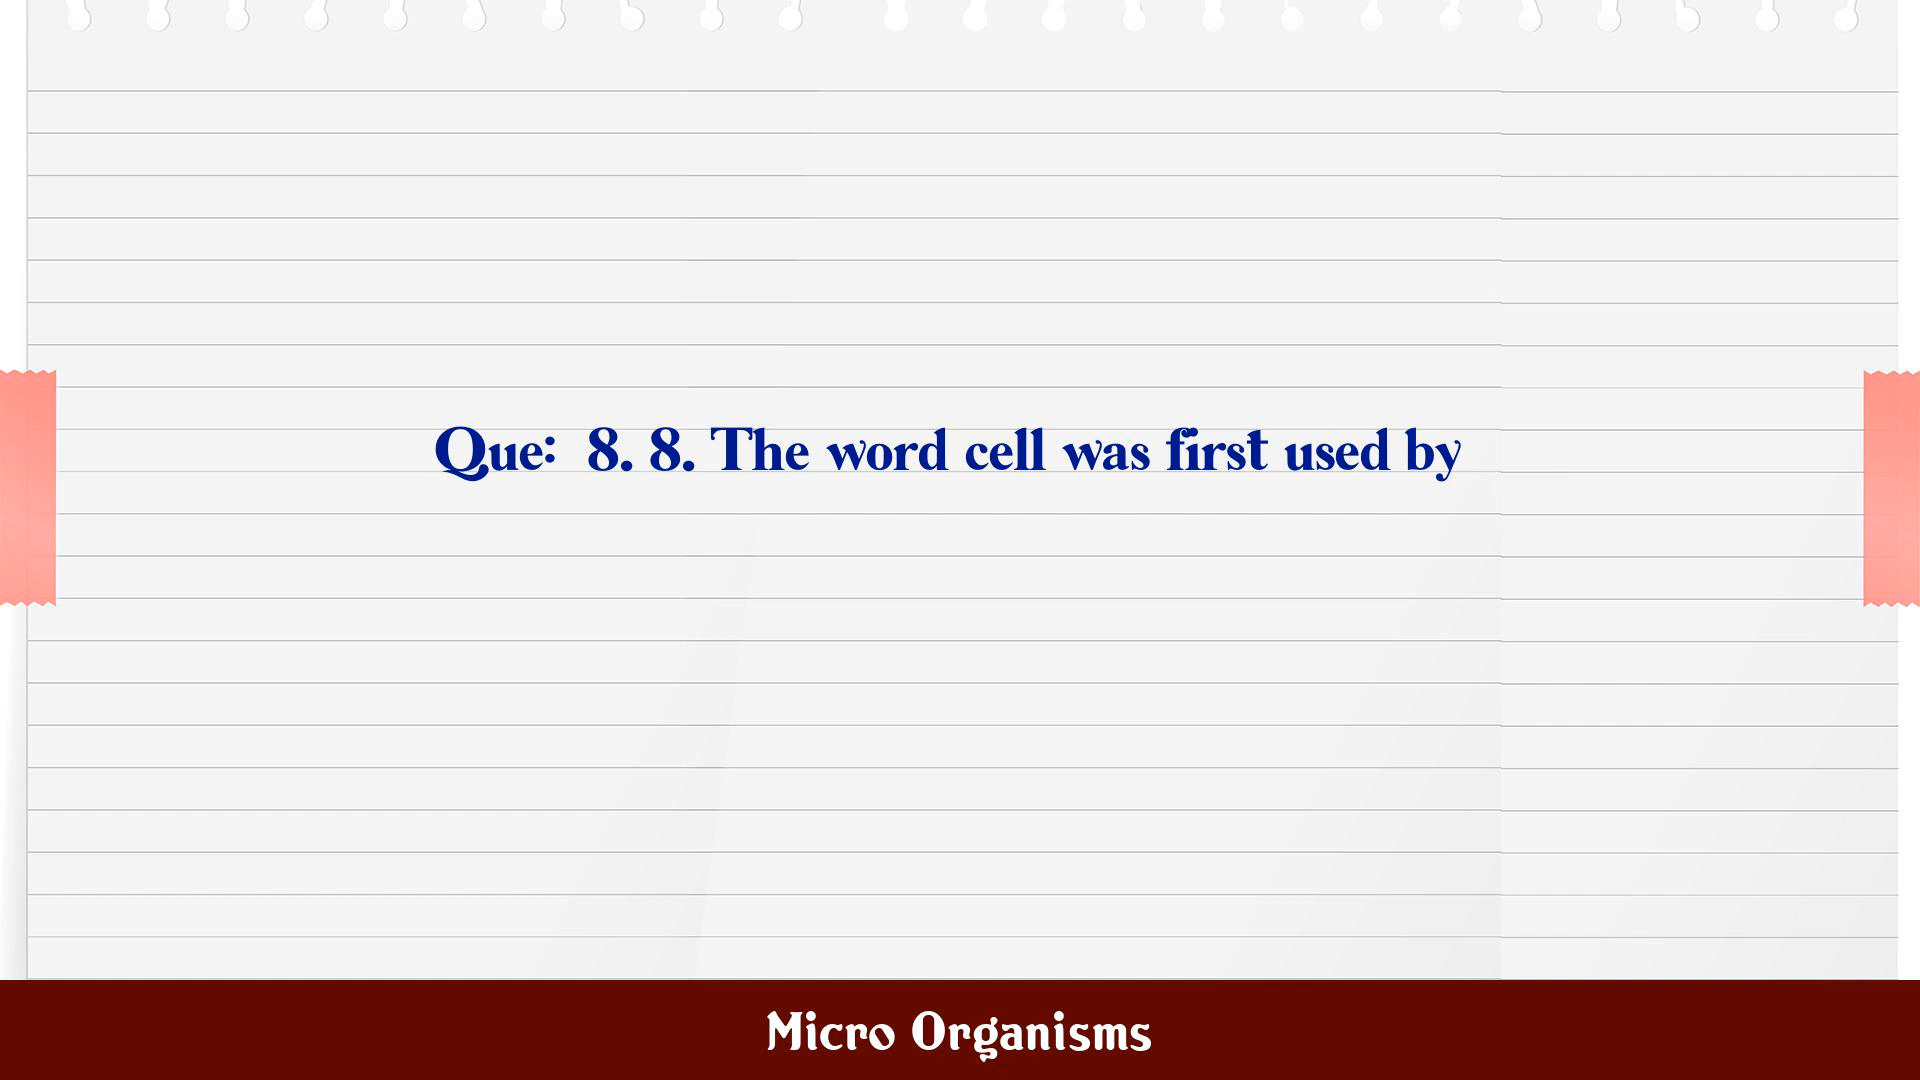 Que:  8. 8. The word cell was first used by
Micro Organisms